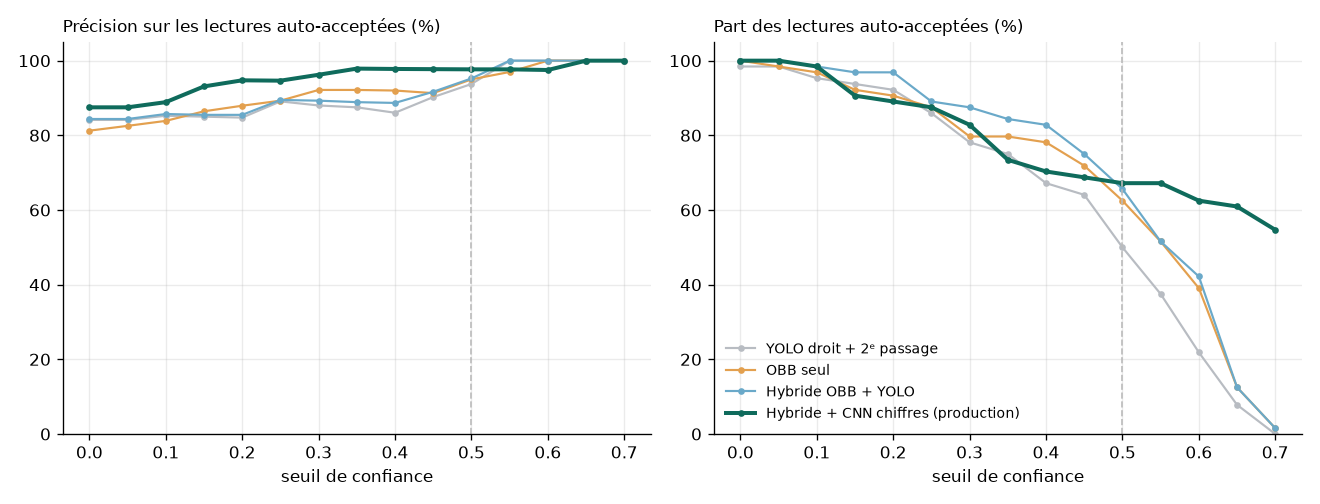 Précision sur les lectures auto-acceptées (%)
100
80
60
40
20
0
0.0 0.1 0.2 0.3 0.4 0.5 0.6 0.7
seuil de confiance
Part des lectures auto-acceptées (%)
100
80
60
40
20
0
YOLO droit + 2ᵉ passage
OBB seul
Hybride OBB + YOLO
Hybride + CNN chiffres (production)
0.0 0.1 0.2 0.3 0.4 0.5 0.6 0.7
seuil de confiance